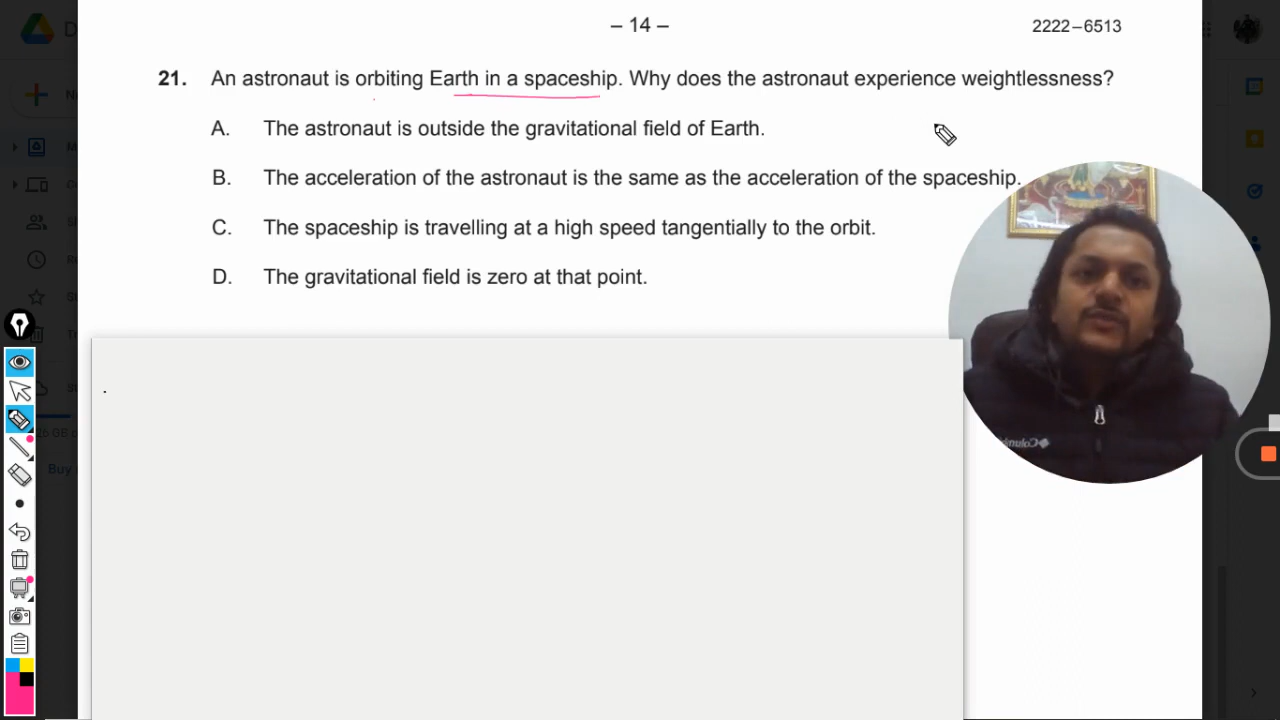 – 14 –
2222–6513
21. An astronaut is orbiting Earth in a spaceship. Why does the astronaut experience weightlessness?
A. The astronaut is outside the gravitational field of Earth.
B. The acceleration of the astronaut is the same as the acceleration of the spaceship.
C. The spaceship is travelling at a high speed tangentially to the orbit.
D. The gravitational field is zero at that point.
Columbia
GB
Buy